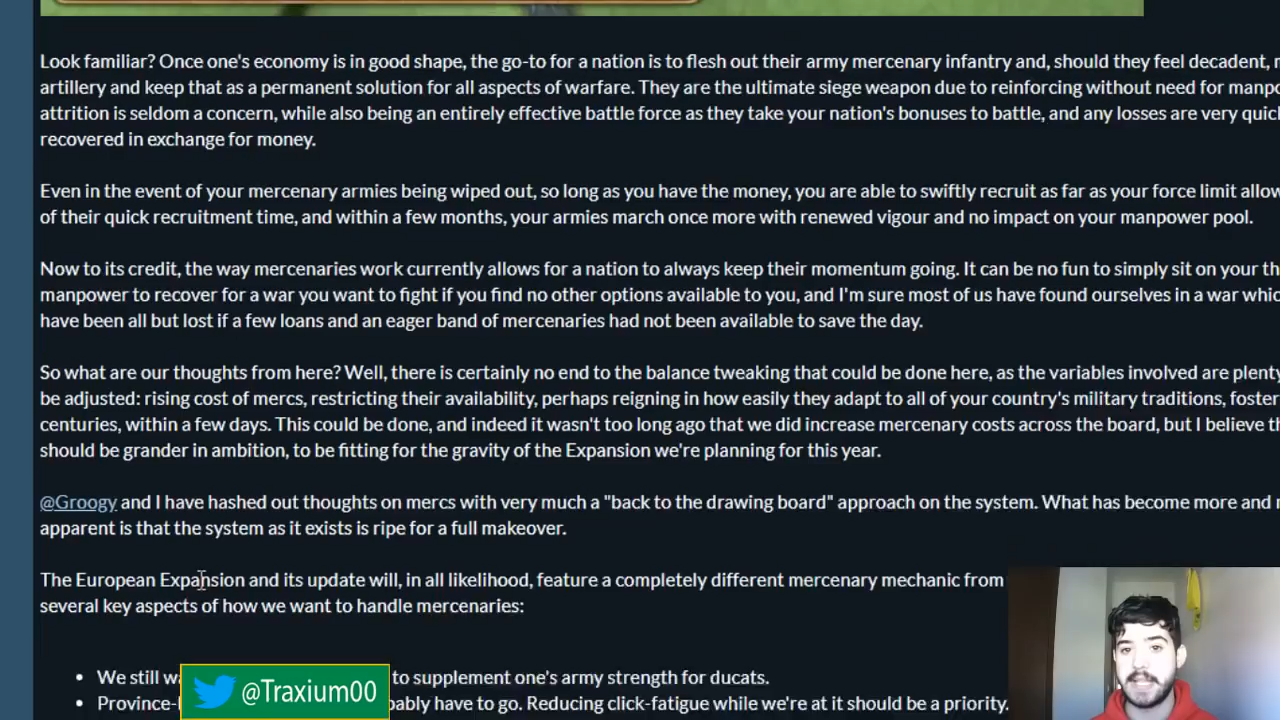 Look familiar? Once one's economy is in good shape, the go-to for a nation is to flesh out their army mercenary infantry and, should they feel decadent,
artillery and keep that as a permanent solution for all aspects of warfare. They are the ultimate siege weapon due to reinforcing without need for
attrition is seldom a concern, while also being an entirely effective battle force as they take your nation's bonuses to battle, and any losses are very
recovered in exchange for money.
Even in the event of your mercenary armies being wiped out, so long as you have the money, you are able to swiftly recruit as far as your force limit
of their quick recruitment time, and within a few months, your armies march once more with renewed vigour and no impact on your manpower pool.
Now to its credit, the way mercenaries work currently allows for a nation to always keep their momentum going. It can be no fun to simply sit on your
manpower to recover for a war you want to fight if you find no other options available to you, and I'm sure most of us have found ourselves in a war
have been all but lost if a few loans and an eager band of mercenaries had not been available to save the day.
So what are our thoughts from here? Well, there is certainly no end to the balance tweaking that could be done here, as the variables involved are plenty
be adjusted: rising cost of mercs, restricting their availability, perhaps reigning in how easily they adapt to all of your country's military traditions,
centuries, within a few days. This could be done, and indeed it wasn't too long ago that we did increase mercenary costs across the board, but I believe
should be grander in ambition, to be fitting for the gravity of the Expansion we're planning for this year.
@Groogy and I have hashed out thoughts on mercs with very much a "back to the drawing board" approach on the system. What has become more and
apparent is that the system as it exists is ripe for a full makeover.
The European Expansion and its update will, in all likelihood, feature a completely different mercenary mechanic from
several key aspects of how we want to handle mercenaries:
• We still to supplement one's army strength for ducats.
• have to go. Reducing click-fatigue while we're at it should be a priority.
@Traxium00